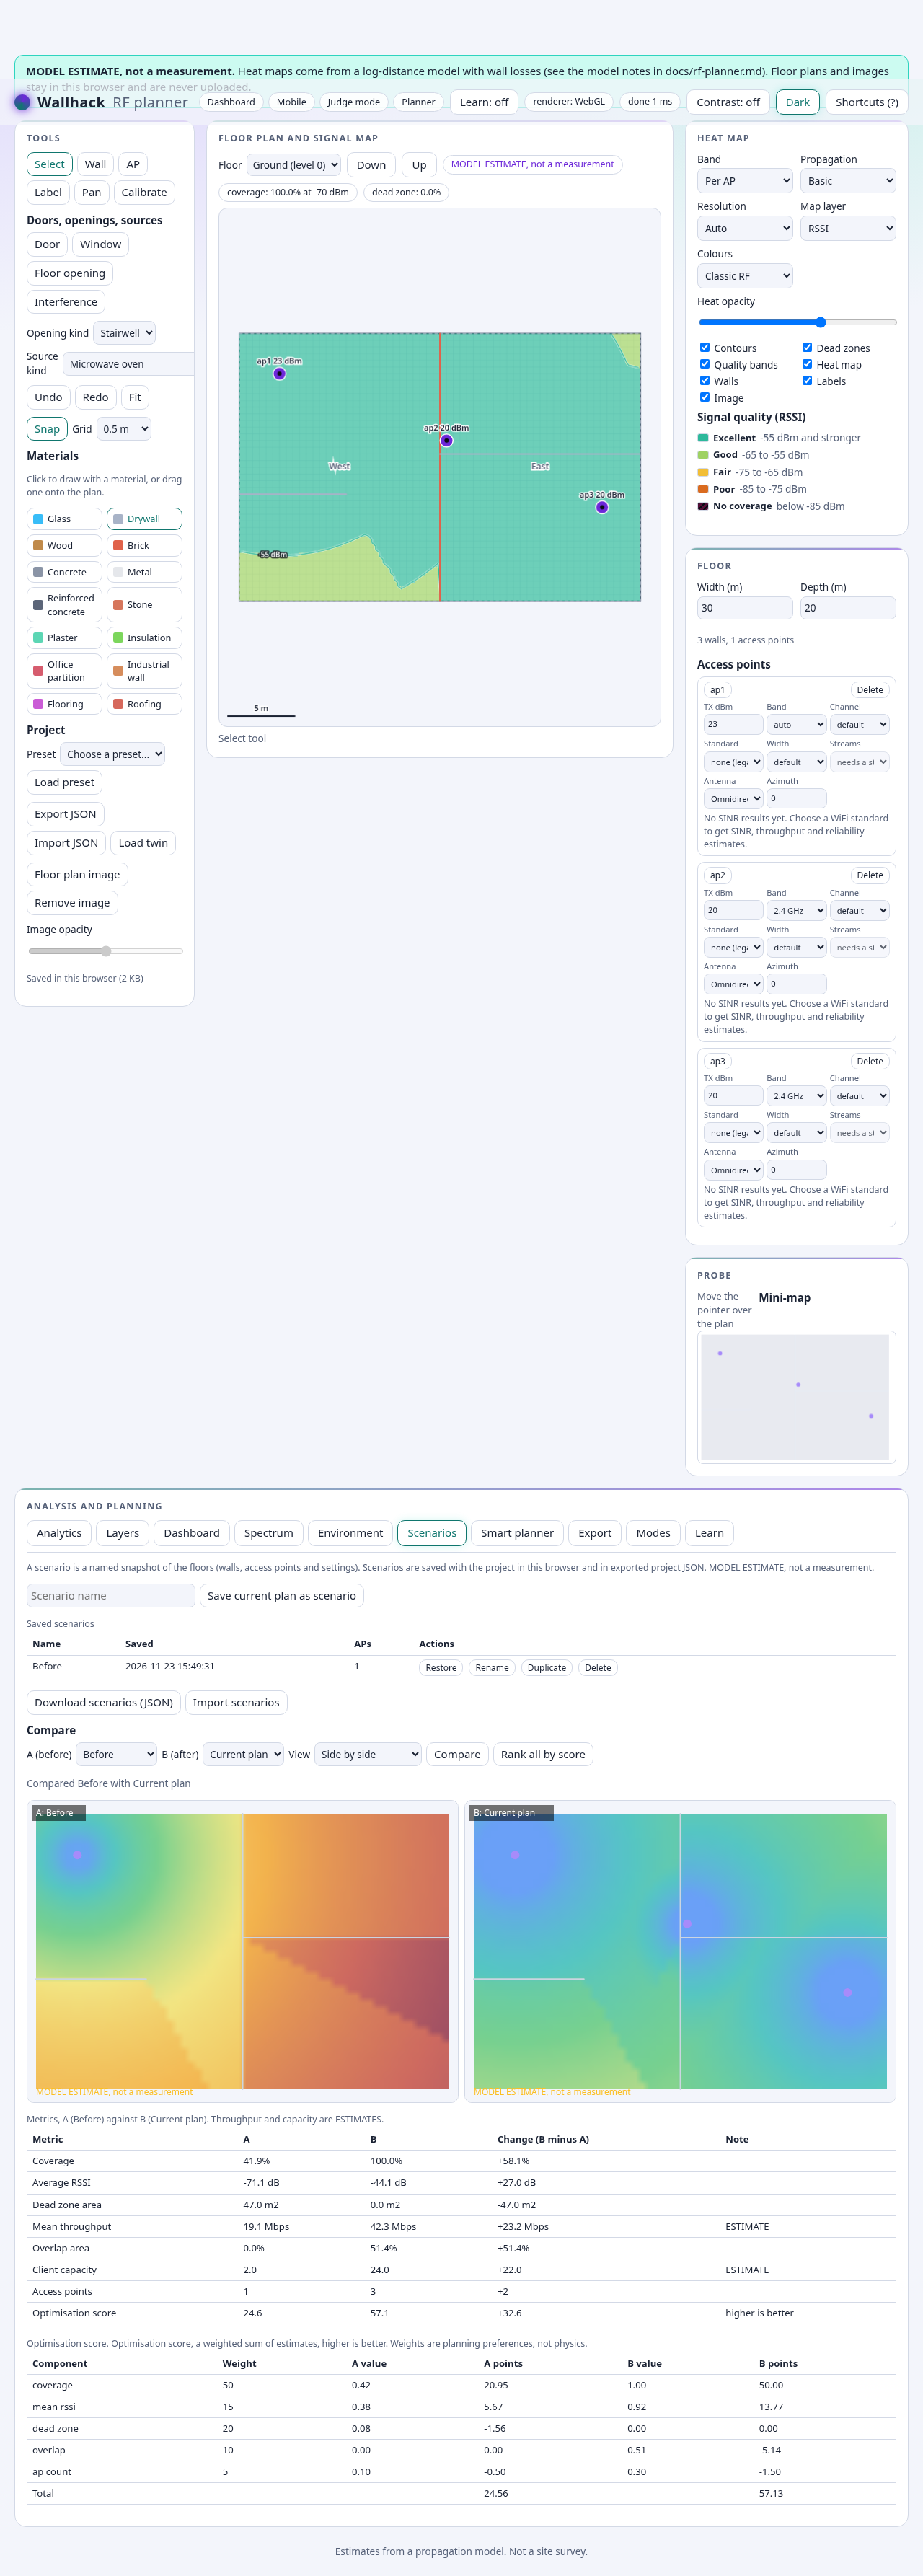 MODEL ESTIMATE, not a measurement. Heat maps come from a log-distance model with wall losses (see the model notes in docs/rf-planner.md). Floor plans and images
stay in this browser and are never uploaded.
Wallhack RF planner Dashboard Mobile Judge mode Planner Learn: off renderer: WebGL done 1 ms Contrast: off Dark Shortcuts (?)
TOOLS
Select Wall AP
Label Pan Calibrate
Doors, openings, sources
Door Window
Floor opening
Interference
Opening kind Stairwell
Source kind Microwave oven
Undo Redo Fit
Snap Grid 0.5 m
Materials
Click to draw with a material, or drag
one onto the plan.
Glass Drywall
Wood Brick
Concrete Metal
Reinforced concrete Stone
Plaster Insulation
Office partition Industrial wall
Flooring Roofing
Project
Preset Choose a preset...
Load preset
Export JSON
Import JSON Load twin
Floor plan image
Remove image
Image opacity
Saved in this browser (2 KB)
FLOOR PLAN AND SIGNAL MAP
Floor Ground (level 0) Down Up MODEL ESTIMATE, not a measurement
coverage: 100.0% at -70 dBm dead zone: 0.0%
ap1 23 dBm
ap2 20 dBm
West East
ap3 20 dBm
-55 dBm
5 m
Select tool
HEAT MAP
Band Propagation
Per AP Basic
Resolution Map layer
Auto RSSI
Colours
Classic RF
Heat opacity
Contours Dead zones
Quality bands Heat map
Walls Labels
Image
Signal quality (RSSI)
Excellent -55 dBm and stronger
Good -65 to -55 dBm
Fair -75 to -65 dBm
Poor -85 to -75 dBm
No coverage below -85 dBm
FLOOR
Width (m) Depth (m)
30 20
3 walls, 1 access points
Access points
ap1 Delete
TX dBm Band Channel
23 auto default
Standard Width Streams
none (lega default needs a st
Antenna Azimuth
Omnidirec 0
No SINR results yet. Choose a WiFi standard
to get SINR, throughput and reliability
estimates.
ap2 Delete
TX dBm Band Channel
20 2.4 GHz default
Standard Width Streams
none (lega default needs a st
Antenna Azimuth
Omnidirec 0
No SINR results yet. Choose a WiFi standard
to get SINR, throughput and reliability
estimates.
ap3 Delete
TX dBm Band Channel
20 2.4 GHz default
Standard Width Streams
none (lega default needs a st
Antenna Azimuth
Omnidirec 0
No SINR results yet. Choose a WiFi standard
to get SINR, throughput and reliability
estimates.
PROBE
Move the
pointer over
the plan
Mini-map
ANALYSIS AND PLANNING
Analytics Layers Dashboard Spectrum Environment Scenarios Smart planner Export Modes Learn
A scenario is a named snapshot of the floors (walls, access points and settings). Scenarios are saved with the project in this browser and in exported project JSON. MODEL ESTIMATE, not a measurement.
Scenario name Save current plan as scenario
Saved scenarios
Name Saved APs Actions
Before 2026-11-23 15:49:31 1 Restore Rename Duplicate Delete
Download scenarios (JSON) Import scenarios
Compare
A (before) Before B (after) Current plan View Side by side Compare Rank all by score
Compared Before with Current plan
A: Before
MODEL ESTIMATE, not a measurement
B: Current plan
MODEL ESTIMATE, not a measurement
Metrics, A (Before) against B (Current plan). Throughput and capacity are ESTIMATES.
Metric A B Change (B minus A) Note
Coverage 41.9% 100.0% +58.1%
Average RSSI -71.1 dB -44.1 dB +27.0 dB
Dead zone area 47.0 m2 0.0 m2 -47.0 m2
Mean throughput 19.1 Mbps 42.3 Mbps +23.2 Mbps ESTIMATE
Overlap area 0.0% 51.4% +51.4%
Client capacity 2.0 24.0 +22.0 ESTIMATE
Access points 1 3 +2
Optimisation score 24.6 57.1 +32.6 higher is better
Optimisation score. Optimisation score, a weighted sum of estimates, higher is better. Weights are planning preferences, not physics.
Component Weight A value A points B value B points
coverage 50 0.42 20.95 1.00 50.00
mean rssi 15 0.38 5.67 0.92 13.77
dead zone 20 0.08 -1.56 0.00 0.00
overlap 10 0.00 0.00 0.51 -5.14
ap count 5 0.10 -0.50 0.30 -1.50
Total 24.56 57.13
Estimates from a propagation model. Not a site survey.